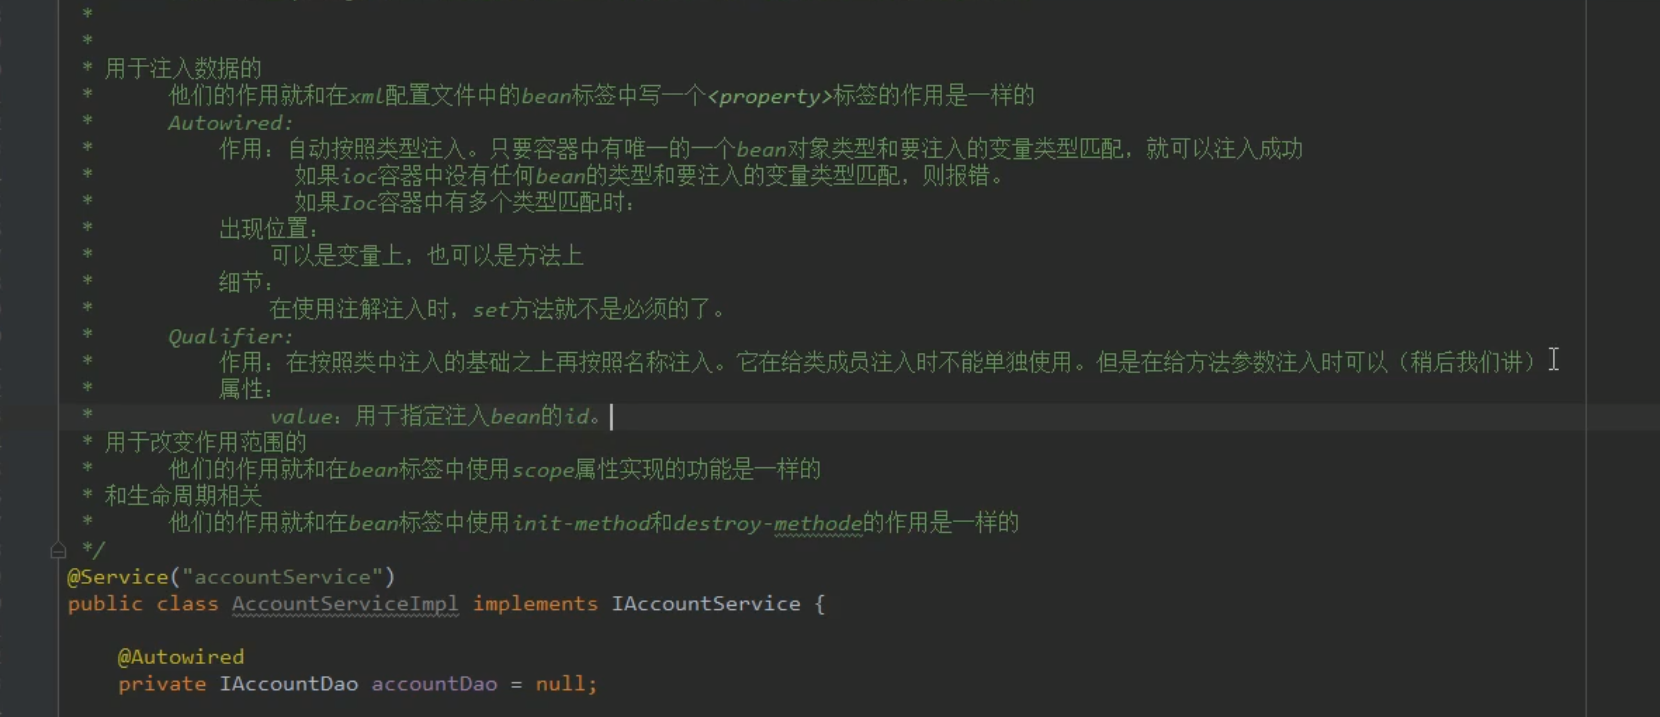 *
*
* 用于注入数据的
* 他们的作用就和在xml配置文件中的bean标签中写一个<property>标签的作用是一样的
* Autowired:
* 作用：自动按照类型注入。只要容器中有唯一的一个bean对象类型和要注入的变量类型匹配，就可以注入成功
* 如果ioc容器中没有任何bean的类型和要注入的变量类型匹配，则报错。
* 如果Ioc容器中有多个类型匹配时：
* 出现位置：
* 可以是变量上，也可以是方法上
* 细节：
* 在使用注解注入时，set方法就不是必须的了。
* Qualifier:
* 作用：在按照类中注入的基础之上再按照名称注入。它在给类成员注入时不能单独使用。但是在给方法参数注入时可以（稍后我们讲）
* 属性：
* value：用于指定注入bean的id。
* 用于改变作用范围的
* 他们的作用就和在bean标签中使用scope属性实现的功能是一样的
* 和生命周期相关
* 他们的作用就和在bean标签中使用init-method和destroy-methode的作用是一样的
*/
@Service("accountService")
public class AccountServiceImpl implements IAccountService {
@Autowired
private IAccountDao accountDao = null;